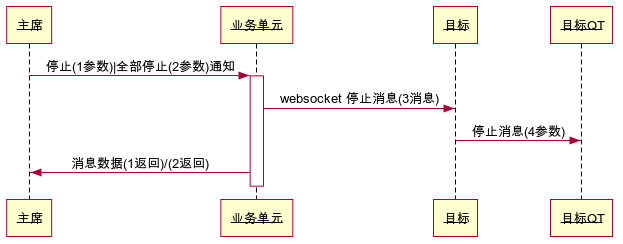 主席
业务单元
目标
目标QT
停止(1参数)|全部停止(2参数)通知
websocket 停止消息(3消息)
停止消息(4参数)
消息数据(1返回)/(2返回)
主席
业务单元
目标
目标QT